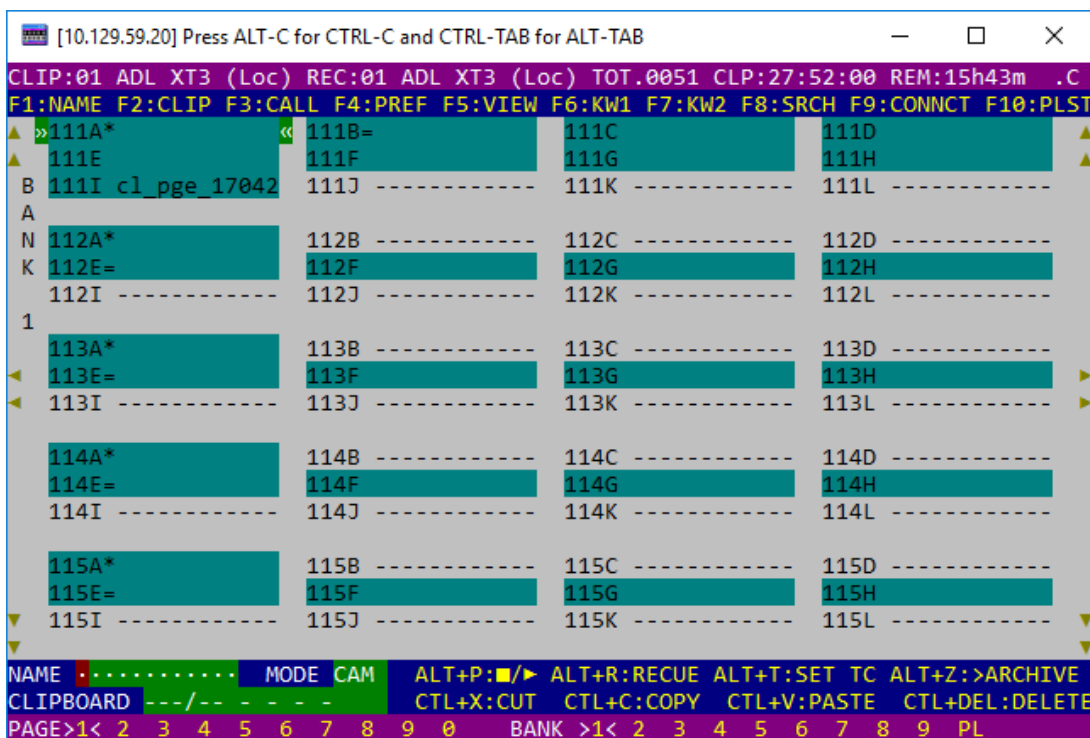 [10.129.59.20] Press ALT-C for CTRL-C and CTRL-TAB for ALT-TAB
CLIP:01 ADL XT3 (Loc) REC:01 ADL XT3 (Loc) TOT.0051 CLP:27:52:00 REM:15h43m .C
F1:NAME F2:CLIP F3:CALL F4:PREF F5:VIEW F6:KW1 F7:KW2 F8:SRCH F9:CONNCT F10:PLST
»111A* « 111B= 111C 111D
111E 111F 111G 111H
B 111I cl_pge_17042 111J ------------ 111K ------------ 111L ------------
A
N 112A* 112B ------------ 112C ------------ 112D ------------
K 112E= 112F 112G 112H
112I ------------ 112J ------------ 112K ------------ 112L ------------
1
113A* 113B ------------ 113C ------------ 113D ------------
113E= 113F 113G 113H
113I ------------ 113J ------------ 113K ------------ 113L ------------
114A* 114B ------------ 114C ------------ 114D ------------
114E= 114F 114G 114H
114I ------------ 114J ------------ 114K ------------ 114L ------------
115A* 115B ------------ 115C ------------ 115D ------------
115E= 115F 115G 115H
115I ------------ 115J ------------ 115K ------------ 115L ------------
NAME ············ MODE CAM ALT+P:■/► ALT+R:RECUE ALT+T:SET TC ALT+Z:>ARCHIVE
CLIPBOARD ---/-- - - - - CTL+X:CUT CTL+C:COPY CTL+V:PASTE CTL+DEL:DELETE
PAGE>1< 2 3 4 5 6 7 8 9 0 BANK >1< 2 3 4 5 6 7 8 9 PL